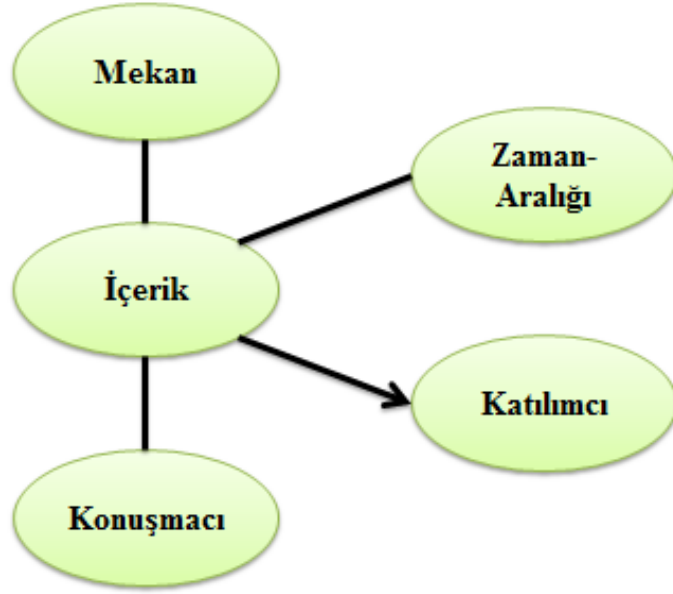 Mekan
Zaman-
Aralığı
İçerik
Katılımcı
Konuşmacı